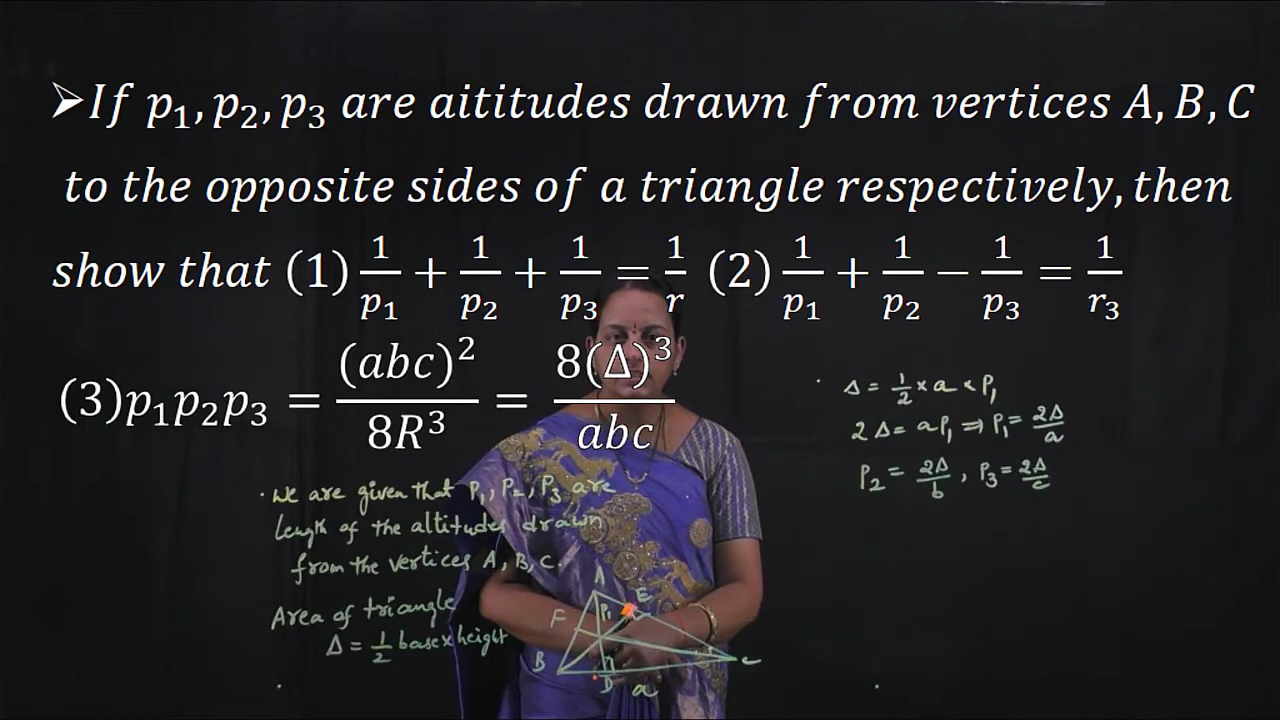 ➤If p₁, p₂, p₃ are aititudes drawn from vertices A, B, C
to the opposite sides of a triangle respectively, then
show that (1) 1/p₁ + 1/p₂ + 1/p₃ = 1/r (2) 1/p₁ + 1/p₂ − 1/p₃ = 1/r₃
(3)p₁p₂p₃ = (abc)²/8R³ = 8(Δ)³/abc
· We are given that P₁, P₂, P₃ are
length of the altitudes drawn
from the vertices A, B, C.
Area of triangle
Δ = 1/2 base × height
A
E
F
P₁
B
D
a
C
Δ = 1/2 × a × P₁
2Δ = aP₁ ⇒ P₁ = 2Δ/a
P₂ = 2Δ/b , P₃ = 2Δ/c